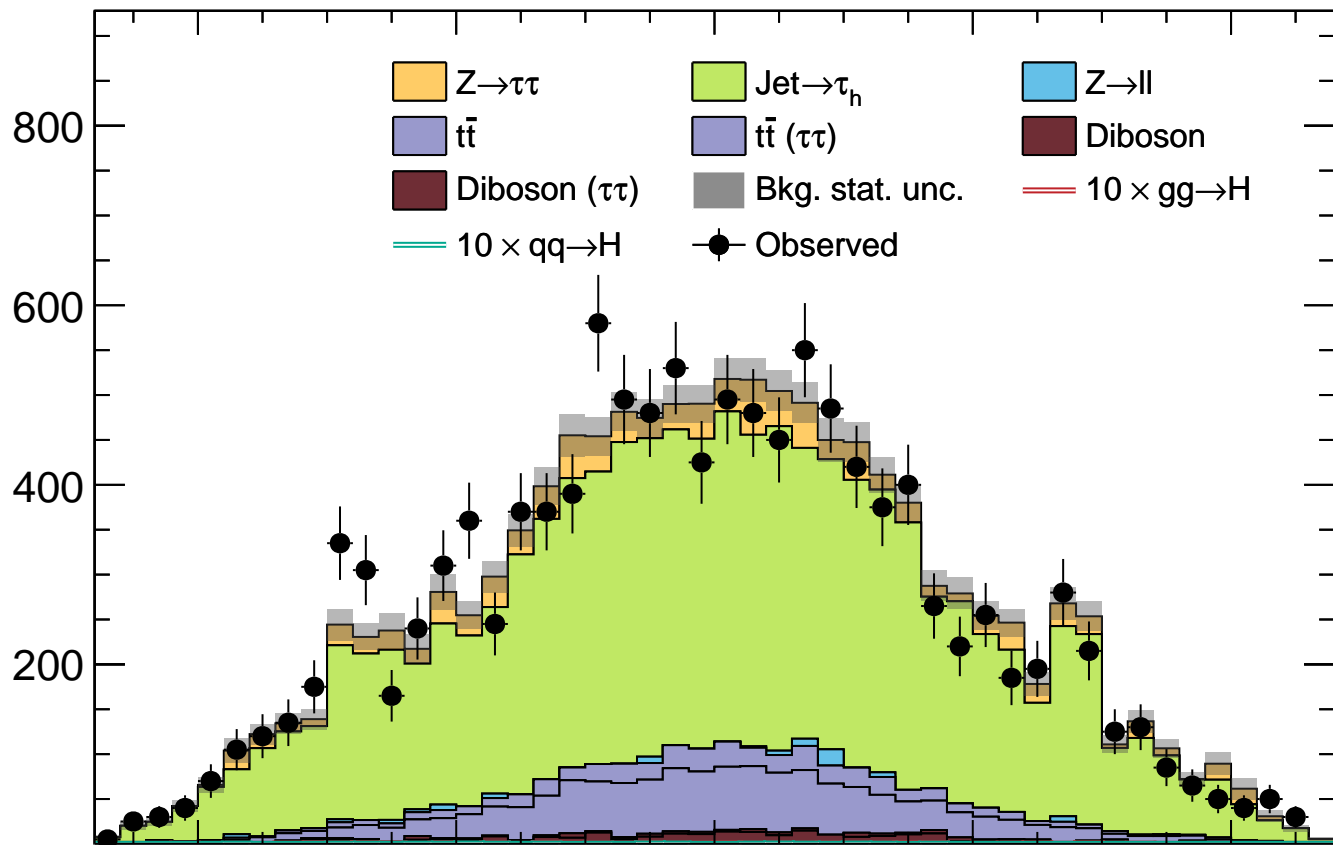 800
600
400
200
Z→ττ Jet→τh Z→ll
tt̄ tt̄ (ττ) Diboson
Diboson (ττ) Bkg. stat. unc. 10 × gg→H
10 × qq→H Observed